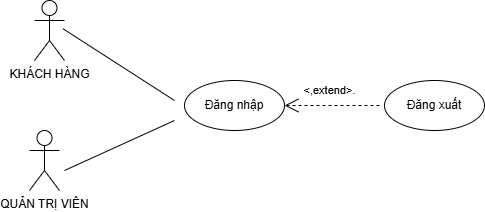 KHÁCH HÀNG
Đăng nhập
<,extend>.
Đăng xuất
QUẢN TRỊ VIÊN